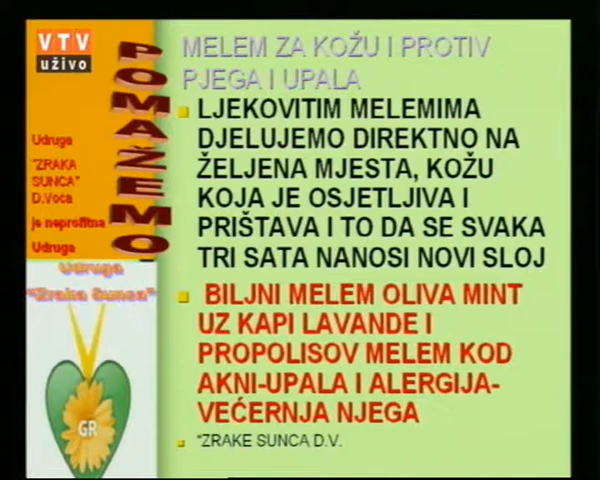 VTV
uživo
POMAŽEMO
Udruga
"ZRAKA
SUNCA"
D.Voća
je neprofitna
Udruga
Udruga
"Zraka Sunca"
GR
MELEM ZA KOŽU I PROTIV
PJEGA I UPALA
LJEKOVITIM MELEMIMA
DJELUJEMO DIREKTNO NA
ŽELJENA MJESTA, KOŽU
KOJA JE OSJETLJIVA I
PRIŠTAVA I TO DA SE SVAKA
TRI SATA NANOSI NOVI SLOJ
BILJNI MELEM OLIVA MINT
UZ KAPI LAVANDE I
PROPOLISOV MELEM KOD
AKNI-UPALA I ALERGIJA-
VEĆERNJA NJEGA
"ZRAKE SUNCA D.V.